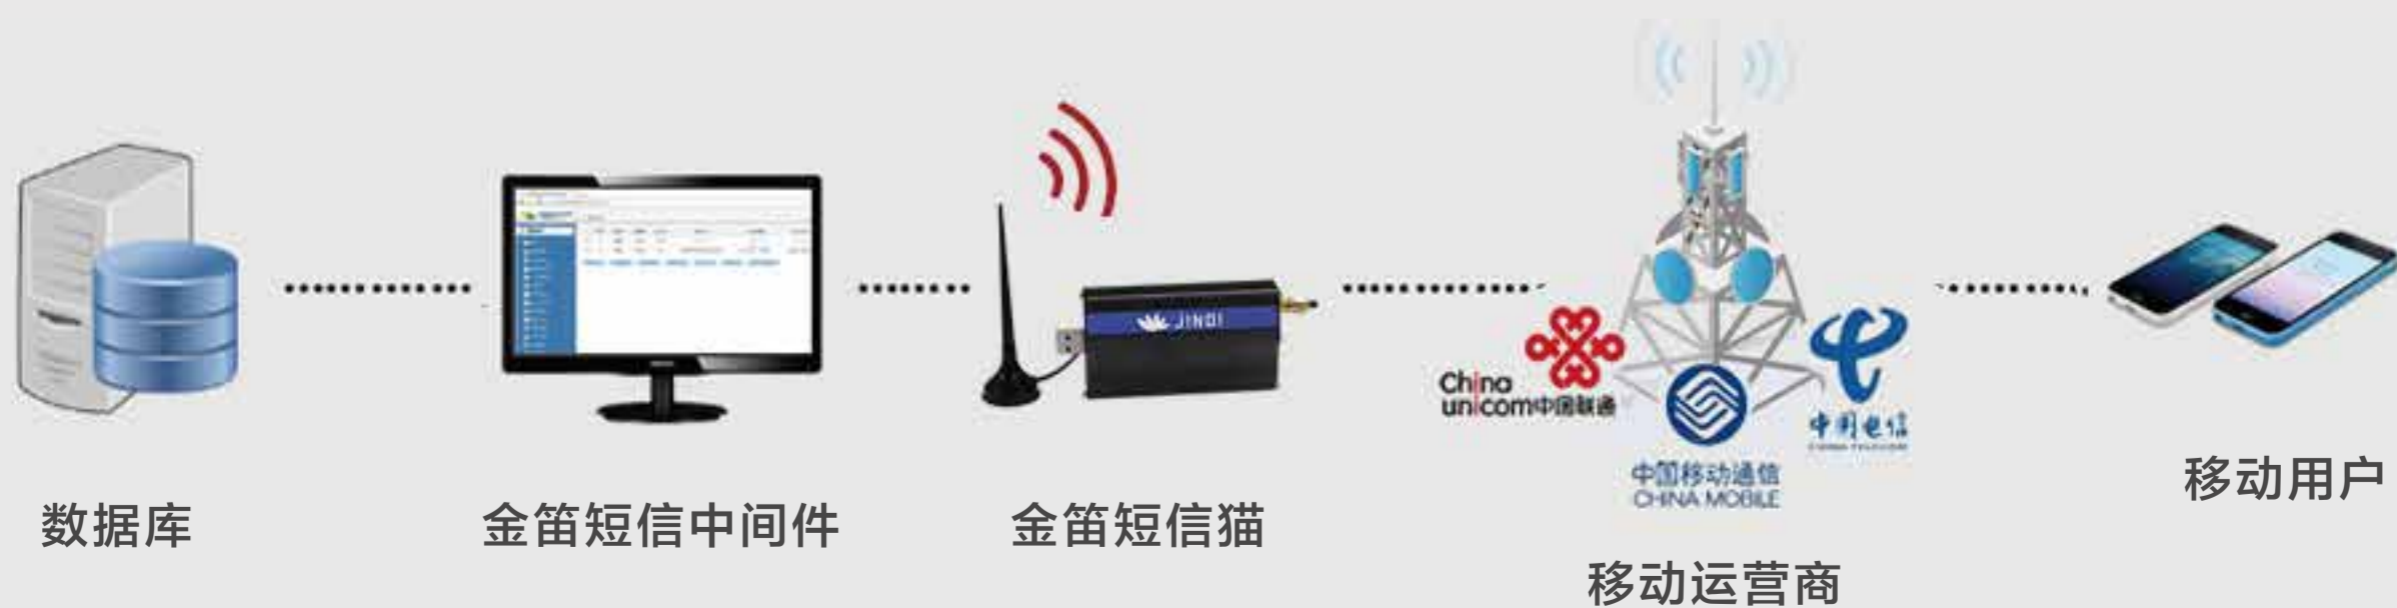 JINDI
China
unicom中国联通
中国电信
CHINA TELECOM
中国移动通信
CHINA MOBILE
数据库
金笛短信中间件
金笛短信猫
移动运营商
移动用户